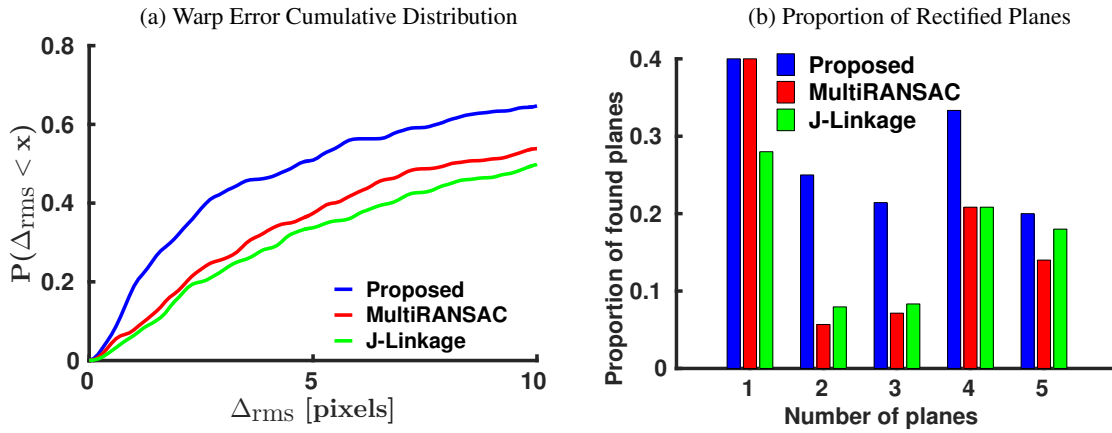 (a) Warp Error Cumulative Distribution
0.8
0.6
0.4
0.2
0
P(Δrms < x)
0
5
10
Δrms [pixels]
Proposed
MultiRANSAC
J-Linkage
(b) Proportion of Rectified Planes
0.4
0.3
0.2
0.1
0
Proportion of found planes
Proposed
MultiRANSAC
J-Linkage
1
2
3
4
5
Number of planes